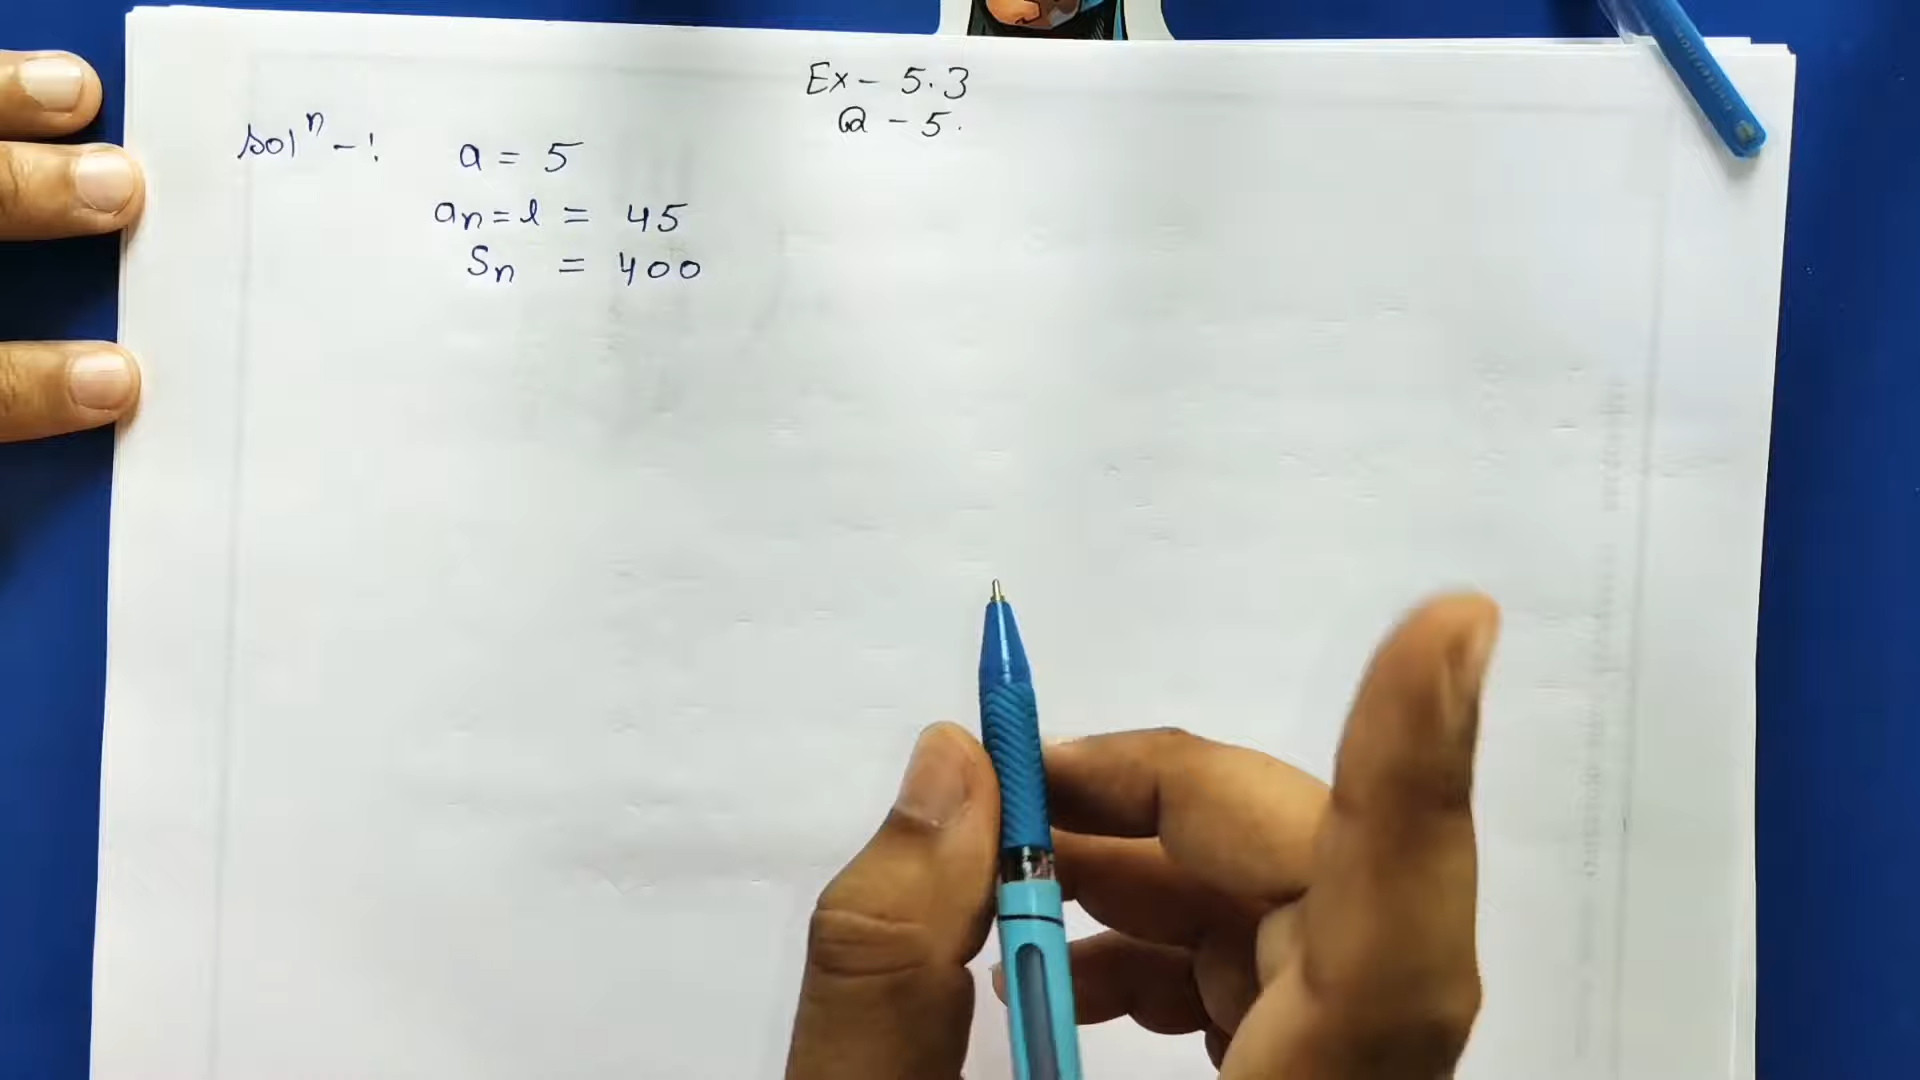 Ex - 5.3
Q - 5.
solⁿ -: a = 5
an = l = 45
Sn = 400